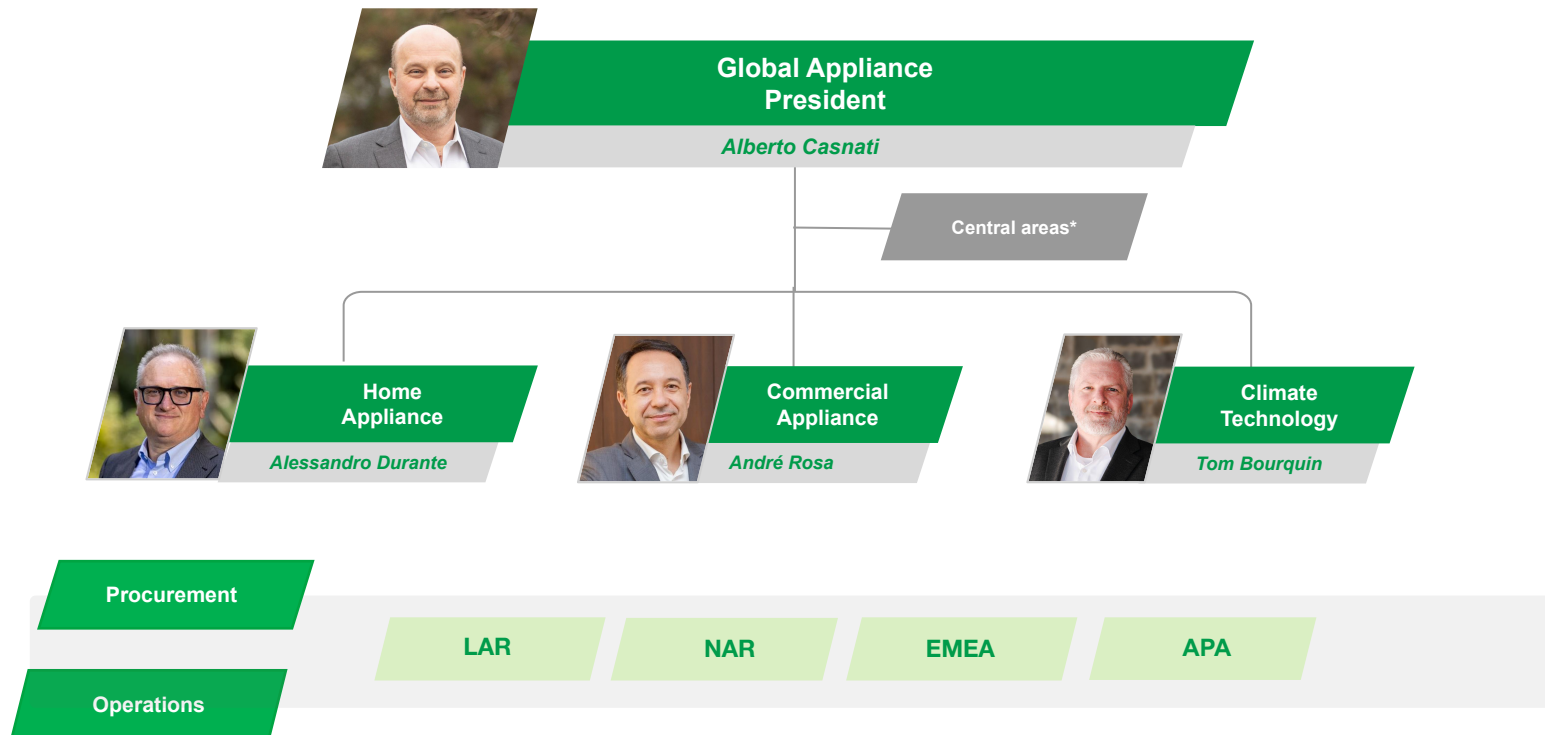 Global Appliance
President
Alberto Casnati
Central areas*
Home
Appliance
Alessandro Durante
Commercial
Appliance
André Rosa
Climate
Technology
Tom Bourquin
Procurement
LAR
NAR
EMEA
APA
Operations